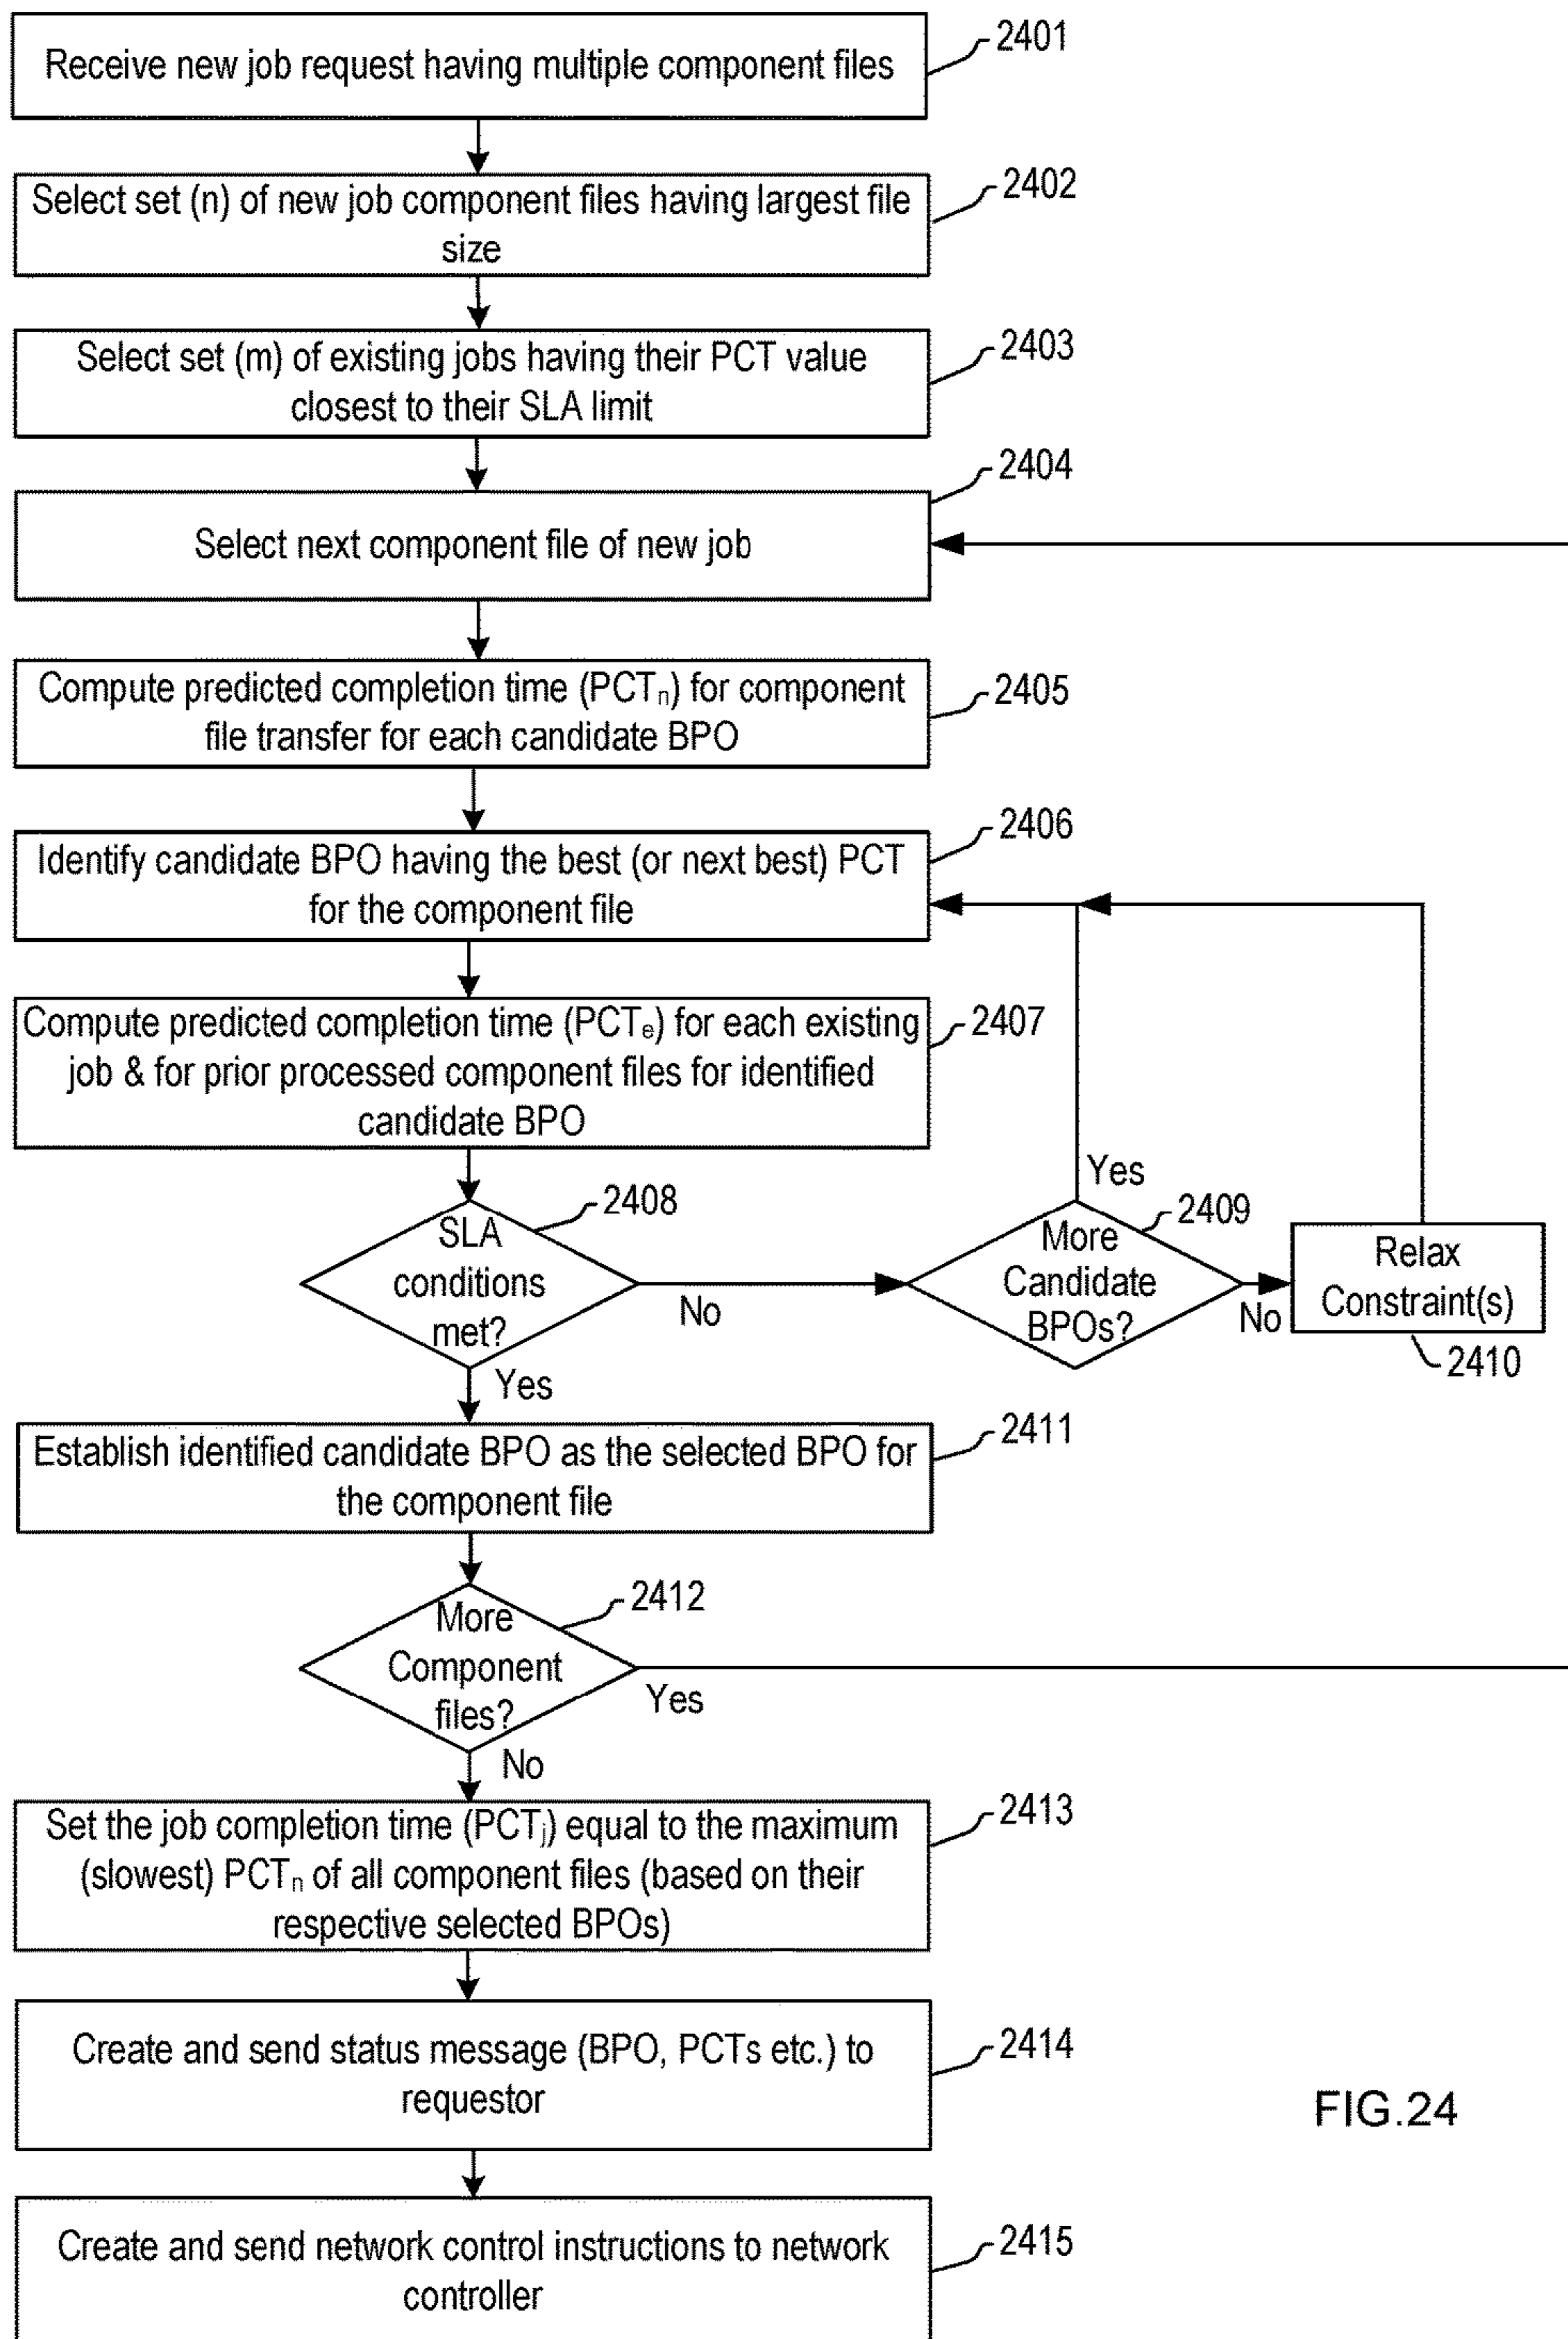 Receive new job request having multiple component files
2401
Select set (n) of new job component files having largest file
size
2402
Select set (m) of existing jobs having their PCT value
closest to their SLA limit
2403
2404
Select next component file of new job
Compute predicted completion time (PCTₙ) for component
file transfer for each candidate BPO
2405
Identify candidate BPO having the best (or next best) PCT
for the component file
2406
Compute predicted completion time (PCTₑ) for each existing
job & for prior processed component files for identified
candidate BPO
2407
SLA
conditions
met?
2408
No
Yes
More
Candidate
BPOs?
2409
Yes
No
Relax
Constraint(s)
2410
Establish identified candidate BPO as the selected BPO for
the component file
2411
More
Component
files?
2412
Yes
No
Set the job completion time (PCTⱼ) equal to the maximum
(slowest) PCTₙ of all component files (based on their
respective selected BPOs)
2413
Create and send status message (BPO, PCTs etc.) to
requestor
2414
Create and send network control instructions to network
controller
2415
FIG.24